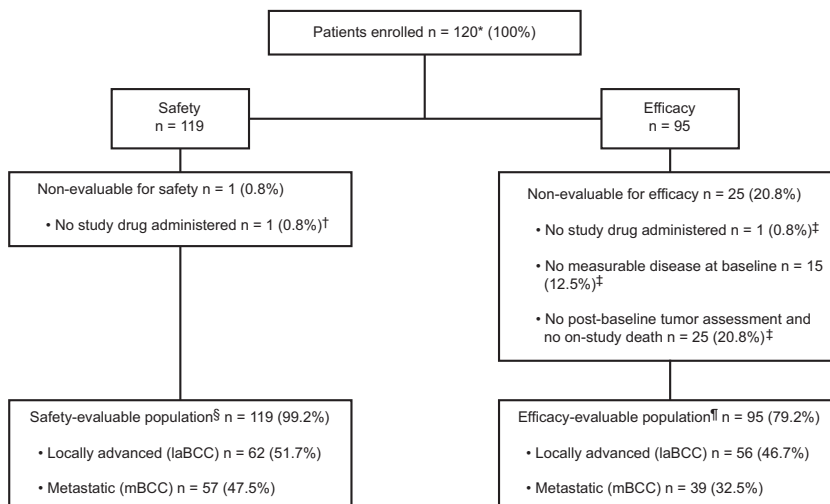 Patients enrolled n = 120* (100%)
Safety
n = 119
Efficacy
n = 95
Non-evaluable for safety n = 1 (0.8%)
• No study drug administered n = 1 (0.8%)†
Non-evaluable for efficacy n = 25 (20.8%)
• No study drug administered n = 1 (0.8%)‡
• No measurable disease at baseline n = 15
(12.5%)‡
• No post-baseline tumor assessment and
no on-study death n = 25 (20.8%)‡
Safety-evaluable population§ n = 119 (99.2%)
• Locally advanced (laBCC) n = 62 (51.7%)
• Metastatic (mBCC) n = 57 (47.5%)
Efficacy-evaluable population¶ n = 95 (79.2%)
• Locally advanced (laBCC) n = 56 (46.7%)
• Metastatic (mBCC) n = 39 (32.5%)